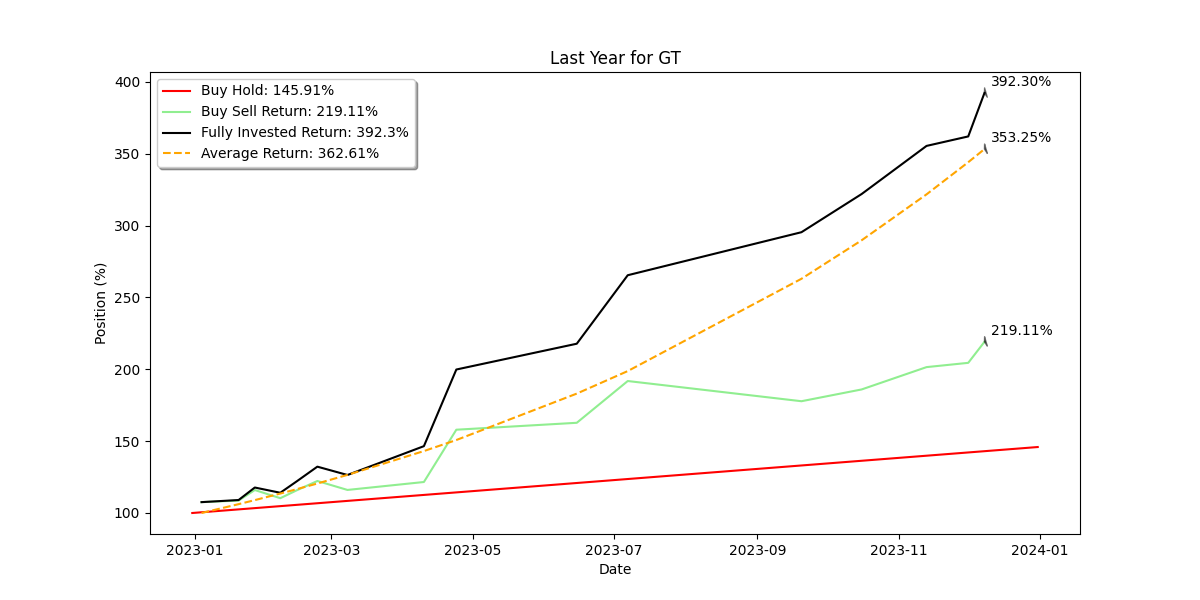 Last Year for GT
Buy Hold: 145.91%
Buy Sell Return: 219.11%
Fully Invested Return: 392.3%
Average Return: 362.61%
392.30%
353.25%
219.11%
Position (%)
400
350
300
250
200
150
100
2023-01
2023-03
2023-05
2023-07
2023-09
2023-11
2024-01
Date